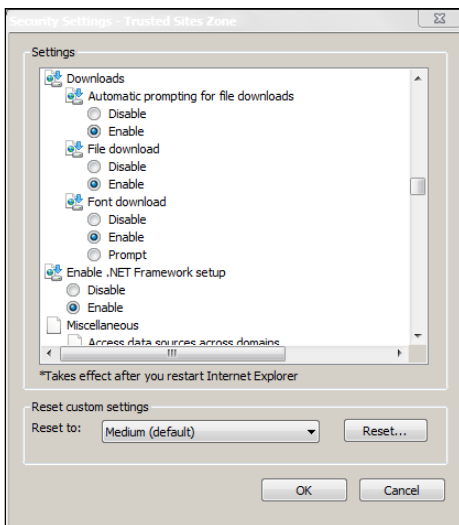 Security Settings - Trusted Sites Zone
Settings
Downloads
Automatic prompting for file downloads
Disable
Enable
File download
Disable
Enable
Font download
Disable
Enable
Prompt
Enable .NET Framework setup
Disable
Enable
Miscellaneous
Access data sources across domains
*Takes effect after you restart Internet Explorer
Reset custom settings
Reset to: Medium (default) Reset...
OK Cancel